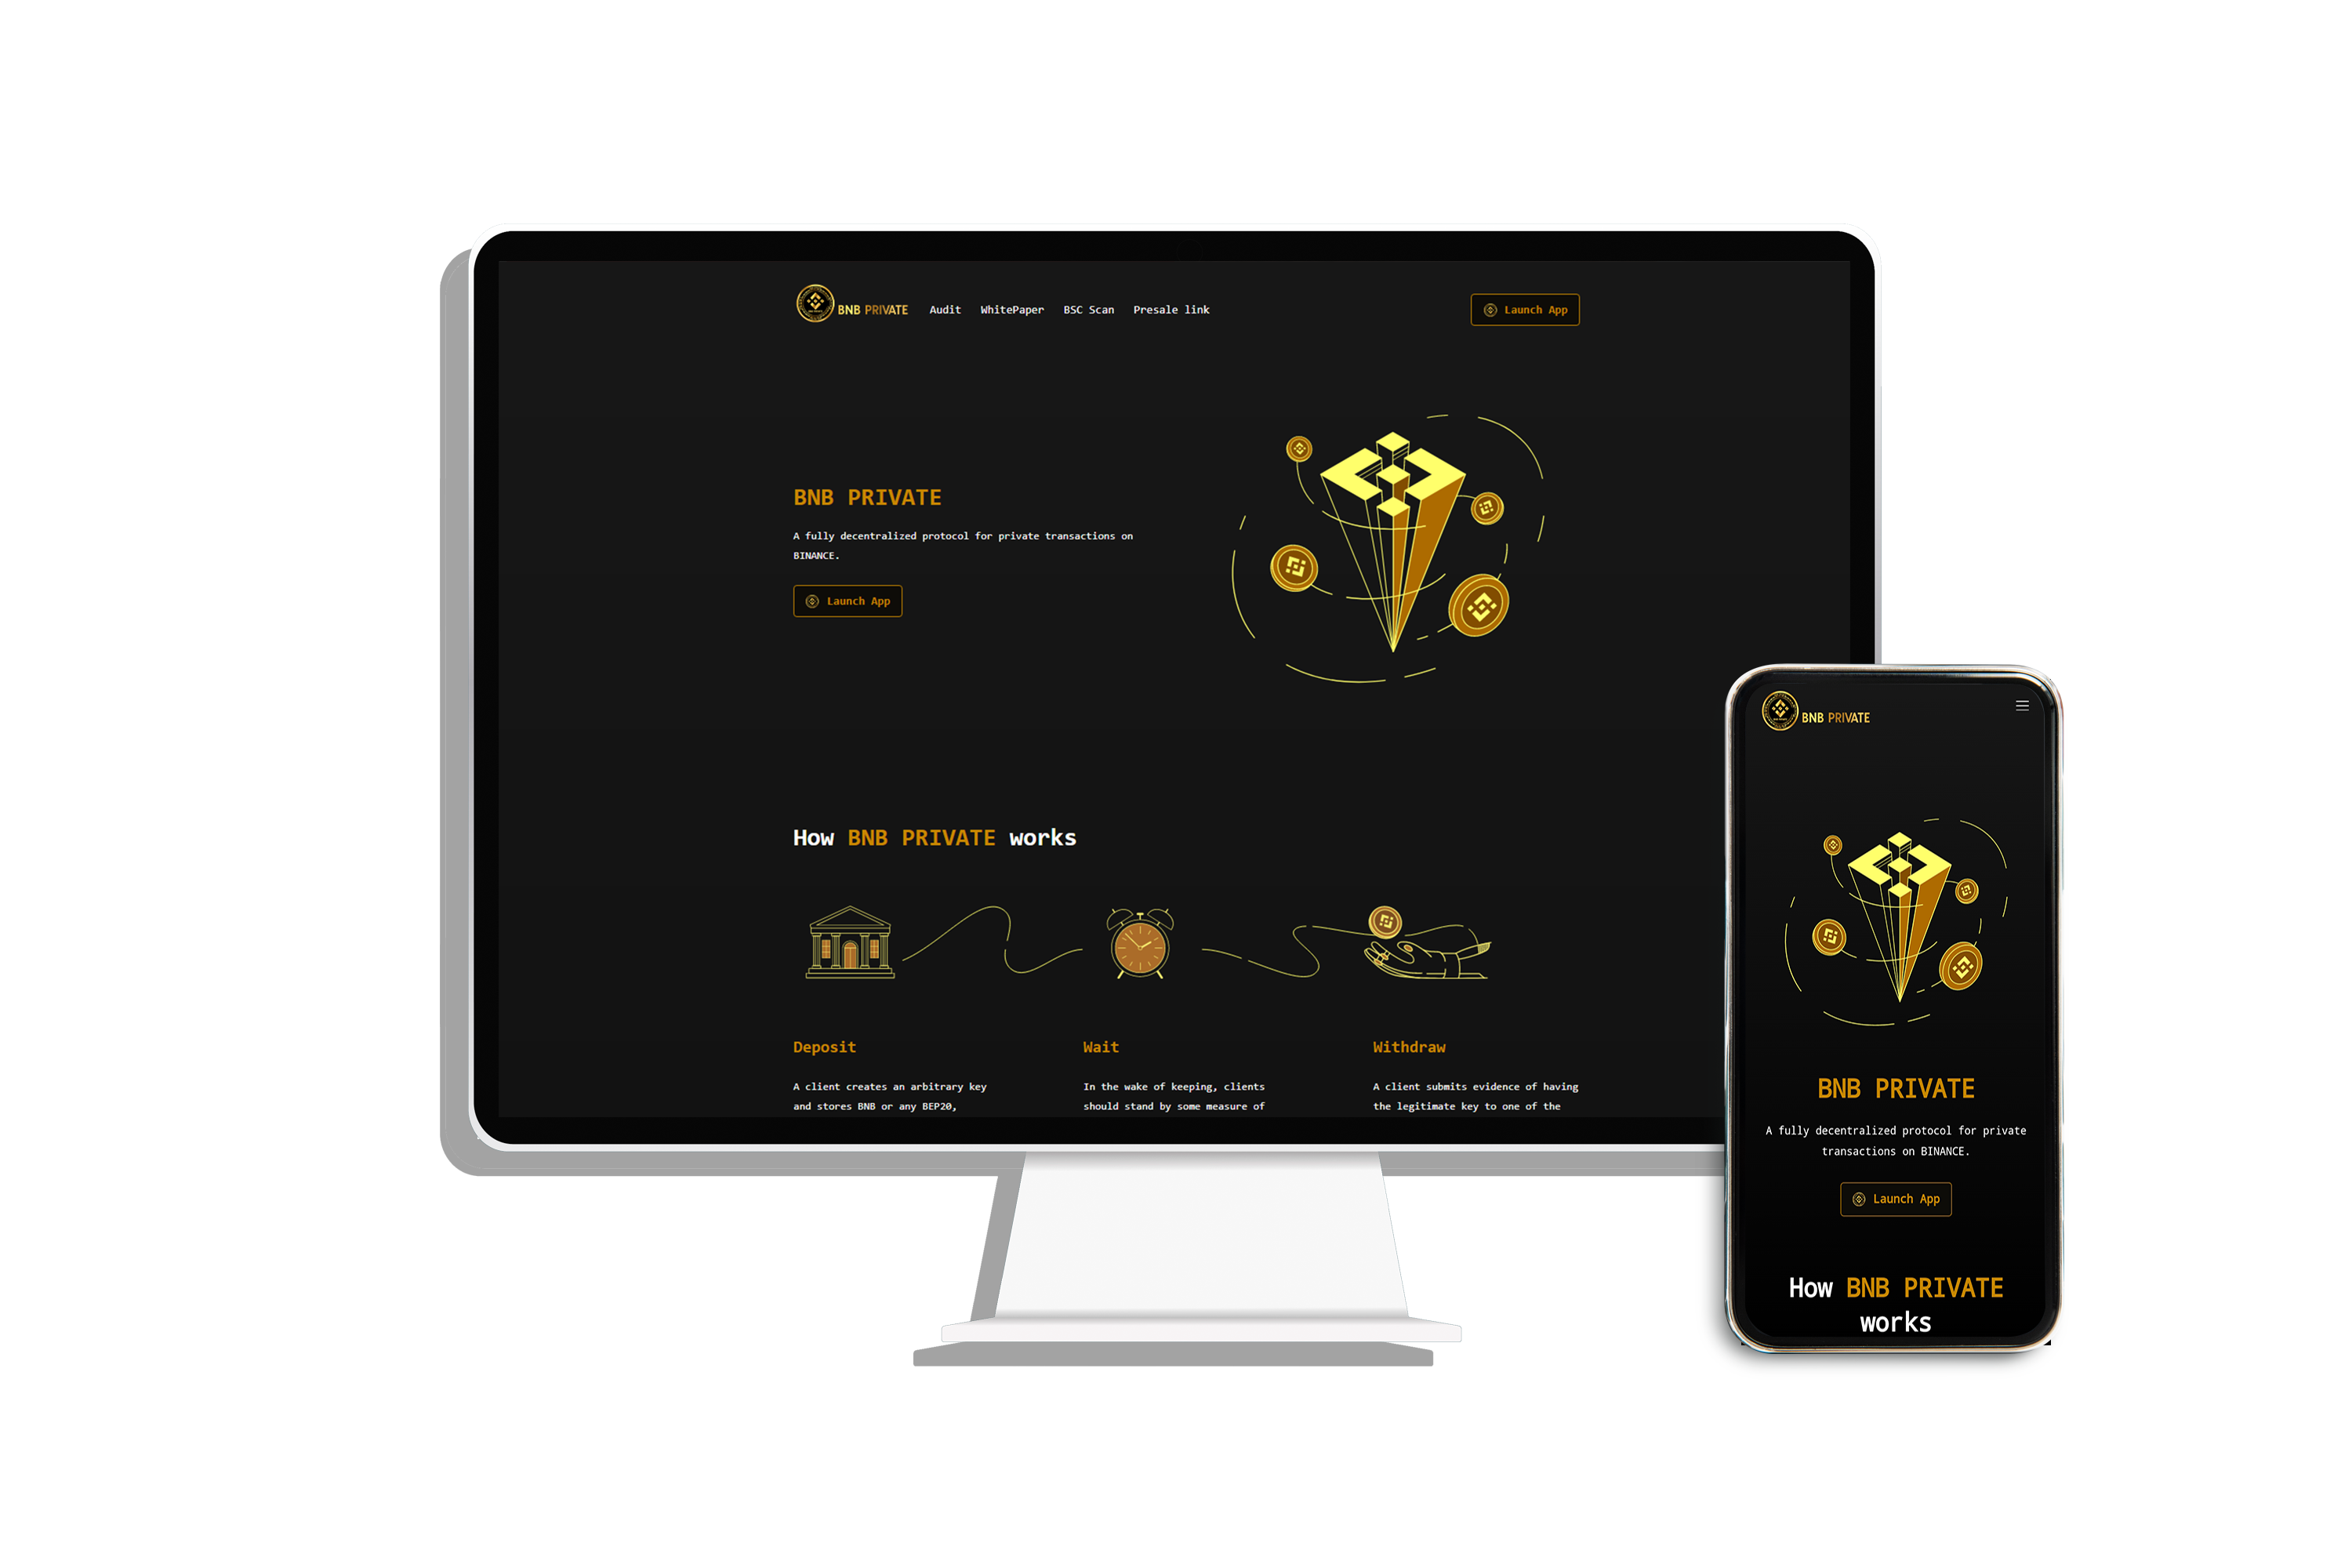 BNB PRIVATE Audit WhitePaper BSC Scan Presale link Launch App
BNB PRIVATE
A fully decentralized protocol for private transactions on
BINANCE.
Launch App
How BNB PRIVATE works
Deposit Wait Withdraw
A client creates an arbitrary key
and stores BNB or any BEP20,
In the wake of keeping, clients
should stand by some measure of
A client submits evidence of having
the legitimate key to one of the
BNB PRIVATE
BNB PRIVATE
A fully decentralized protocol for private
transactions on BINANCE.
Launch App
How BNB PRIVATE
works